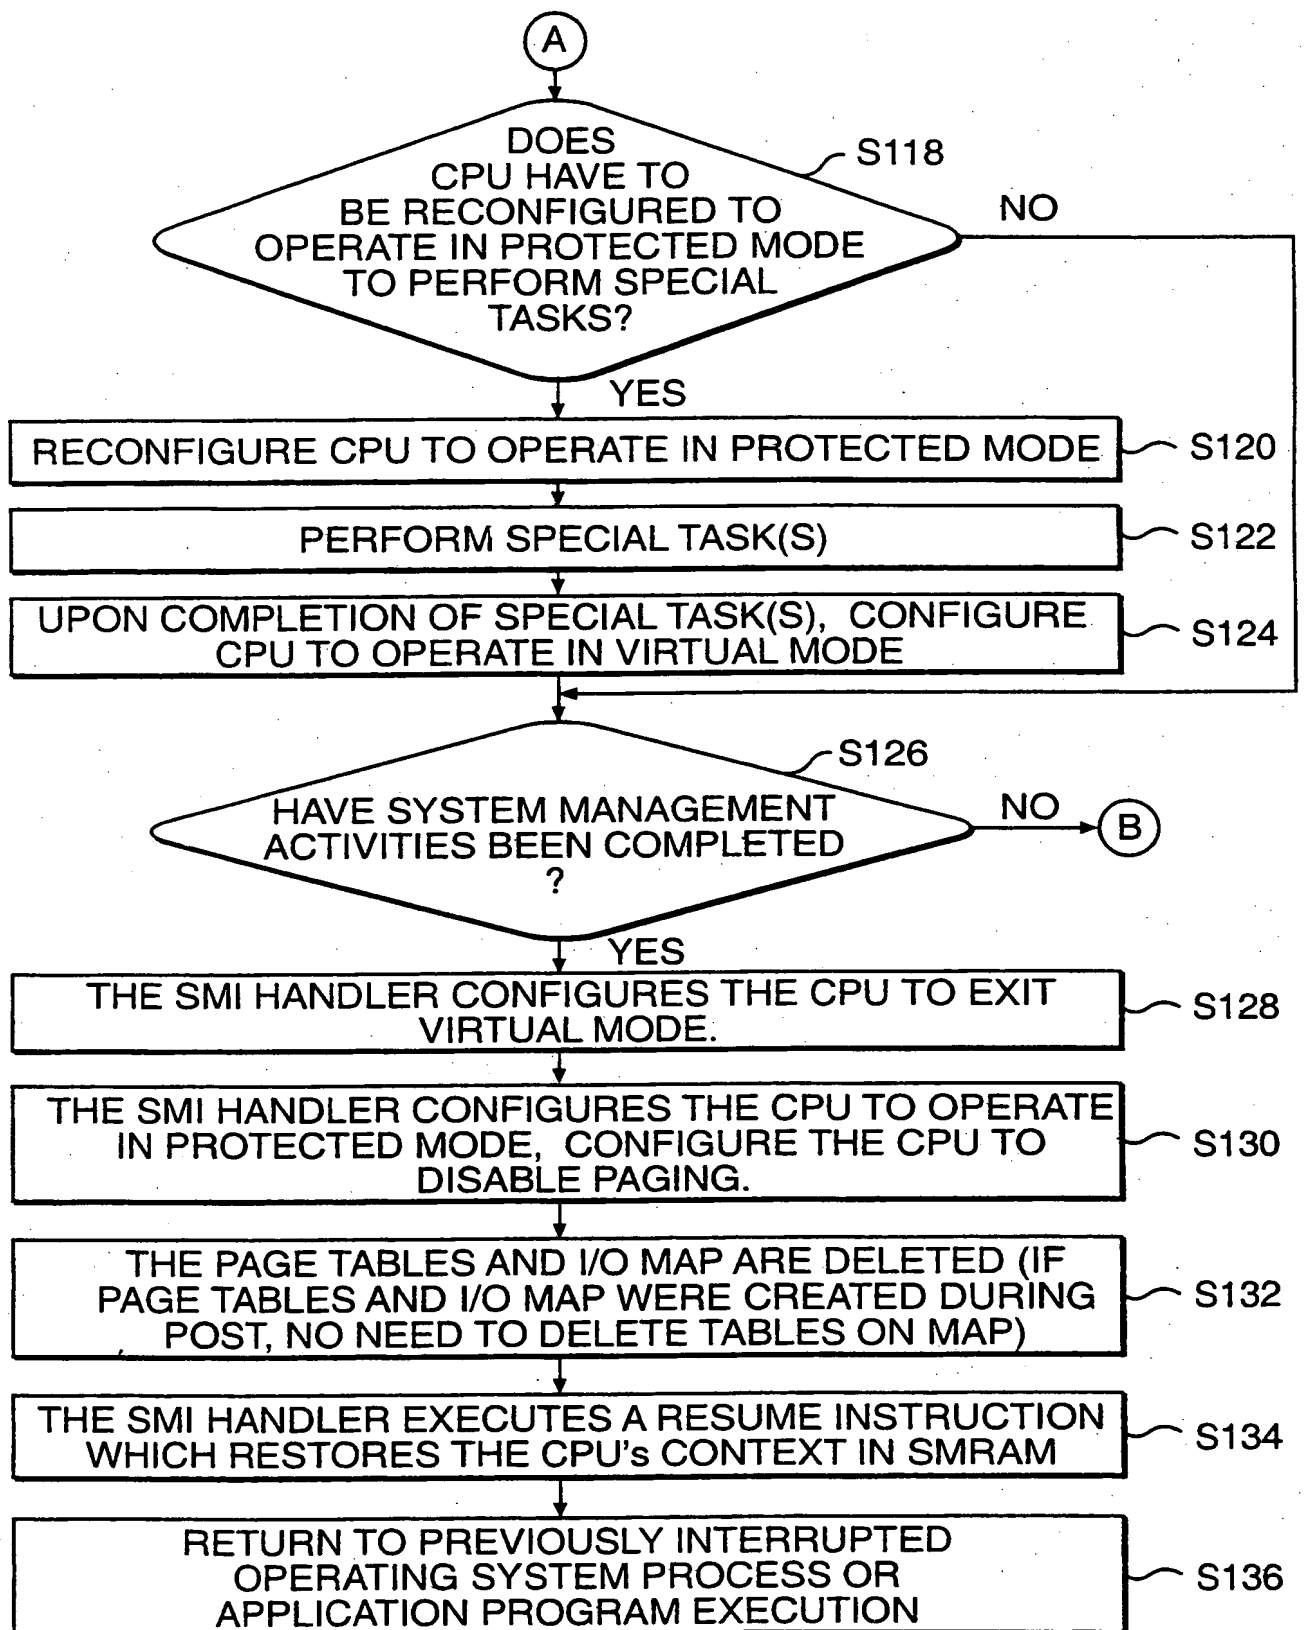 A
DOES
CPU HAVE TO
BE RECONFIGURED TO
OPERATE IN PROTECTED MODE
TO PERFORM SPECIAL
TASKS?
S118
NO
YES
RECONFIGURE CPU TO OPERATE IN PROTECTED MODE
S120
PERFORM SPECIAL TASK(S)
S122
UPON COMPLETION OF SPECIAL TASK(S), CONFIGURE
CPU TO OPERATE IN VIRTUAL MODE
S124
S126
HAVE SYSTEM MANAGEMENT
ACTIVITIES BEEN COMPLETED
?
NO
B
YES
THE SMI HANDLER CONFIGURES THE CPU TO EXIT
VIRTUAL MODE.
S128
THE SMI HANDLER CONFIGURES THE CPU TO OPERATE
IN PROTECTED MODE, CONFIGURE THE CPU TO
DISABLE PAGING.
S130
THE PAGE TABLES AND I/O MAP ARE DELETED (IF
PAGE TABLES AND I/O MAP WERE CREATED DURING
POST, NO NEED TO DELETE TABLES ON MAP)
S132
THE SMI HANDLER EXECUTES A RESUME INSTRUCTION
WHICH RESTORES THE CPU's CONTEXT IN SMRAM
S134
RETURN TO PREVIOUSLY INTERRUPTED
OPERATING SYSTEM PROCESS OR
APPLICATION PROGRAM EXECUTION
S136